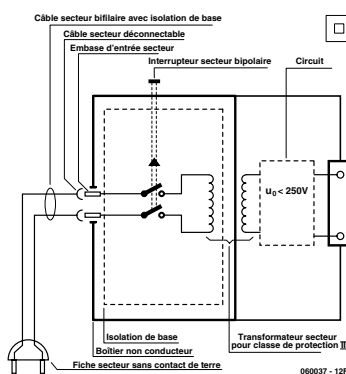 Câble secteur bifilaire avec isolation de base
Câble secteur déconnectable
Embase d'entrée secteur
Interrupteur secteur bipolaire
Circuit
u0 < 250V
Isolation de base
Boîtier non conducteur
Fiche secteur sans contact de terre
Transformateur secteur
pour classe de protection II
060037 - 12F